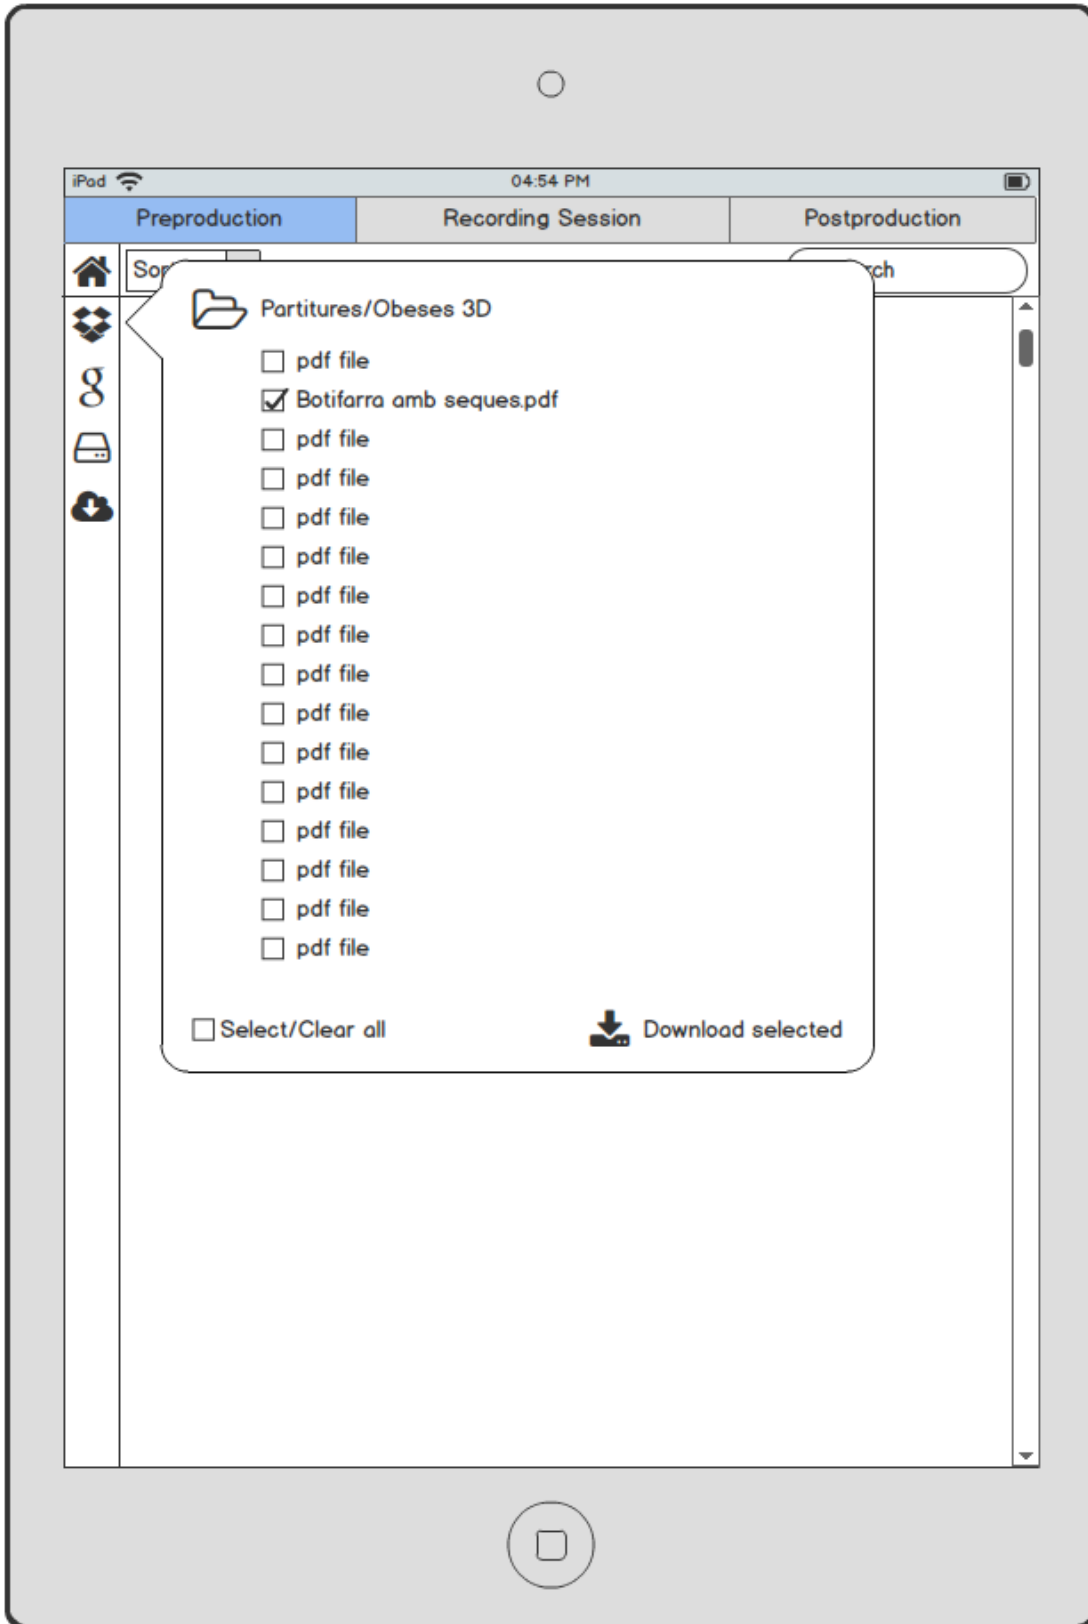 iPad 04:54 PM
Preproduction Recording Session Postproduction
Partitures/Obeses 3D
pdf file
Botifarra amb seques.pdf
pdf file
pdf file
pdf file
pdf file
pdf file
pdf file
pdf file
pdf file
pdf file
pdf file
pdf file
pdf file
pdf file
pdf file
Select/Clear all Download selected